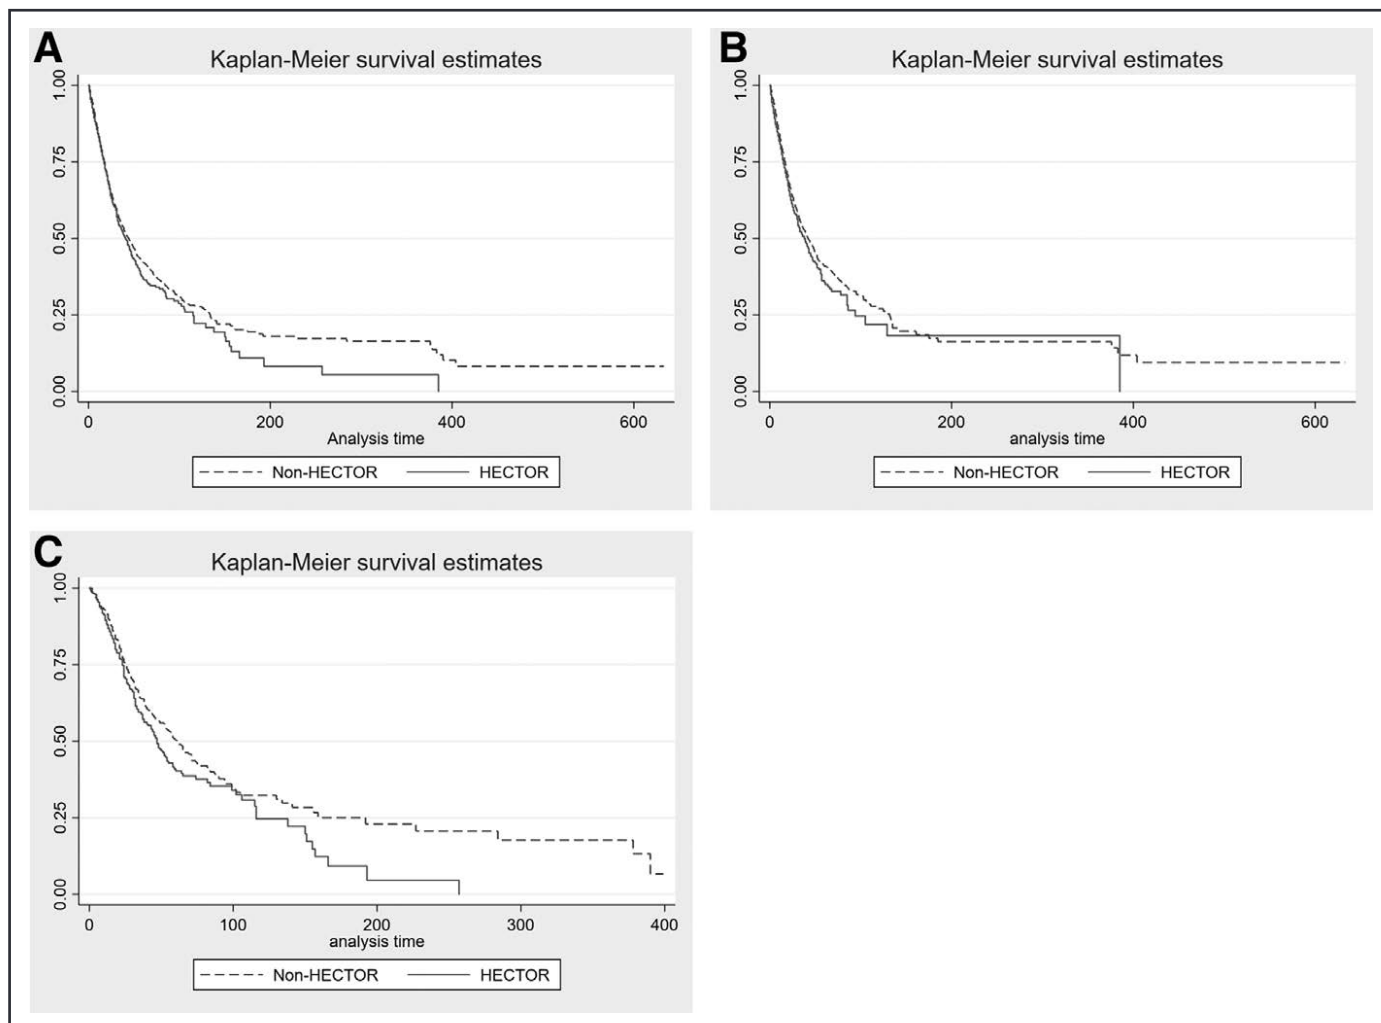 A
Kaplan-Meier survival estimates
1.00
0.75
0.50
0.25
0.00
0 200 400 600
Analysis time
Non-HECTOR HECTOR
B
Kaplan-Meier survival estimates
1.00
0.75
0.50
0.25
0.00
0 200 400 600
analysis time
Non-HECTOR HECTOR
C
Kaplan-Meier survival estimates
1.00
0.75
0.50
0.25
0.00
0 100 200 300 400
analysis time
Non-HECTOR HECTOR